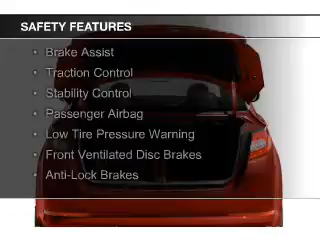 SAFETY FEATURES
• Brake Assist
• Traction Control
• Stability Control
• Passenger Airbag
• Low Tire Pressure Warning
• Front Ventilated Disc Brakes
• Anti-Lock Brakes